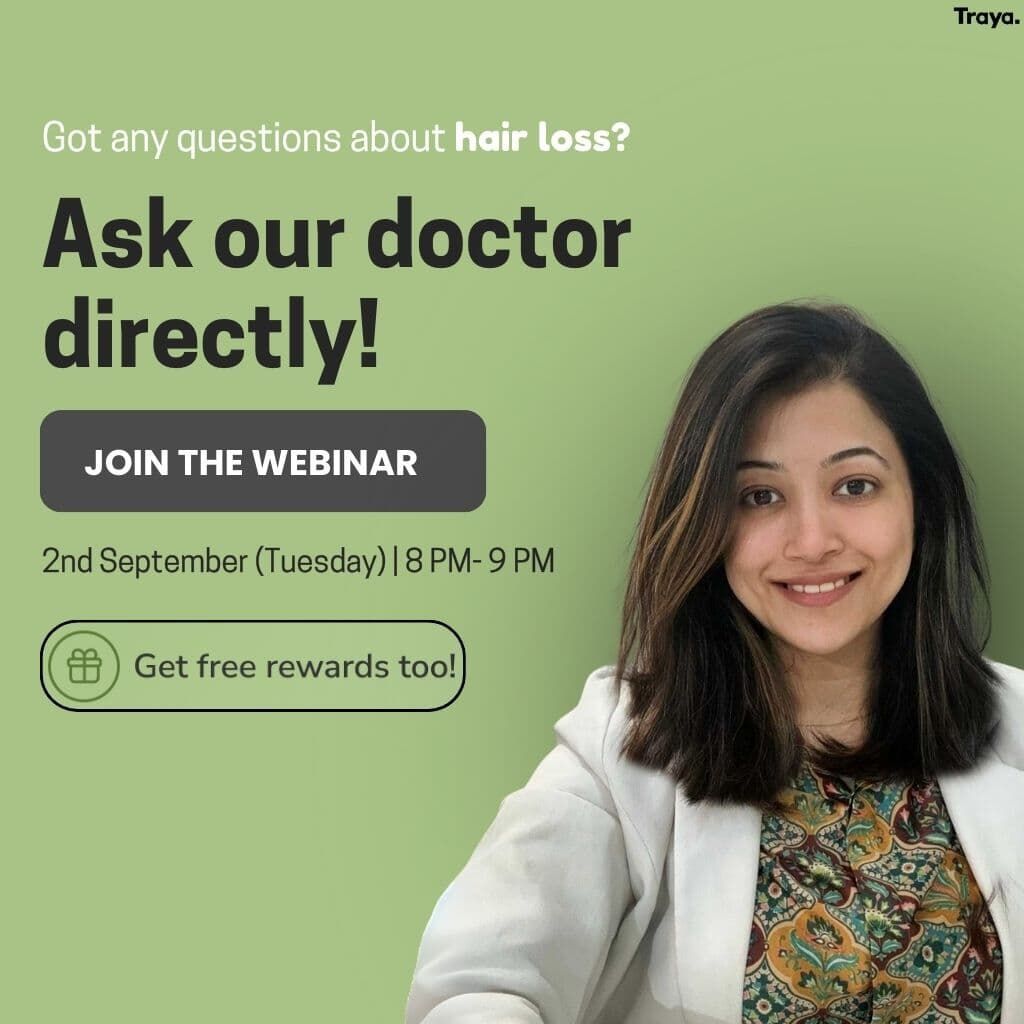 Traya.
Got any questions about hair loss?
Ask our doctor
directly!
JOIN THE WEBINAR
2nd September (Tuesday) | 8 PM- 9 PM
Get free rewards too!